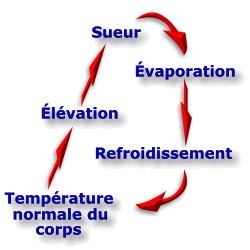 Sueur
Évaporation
Élévation
Refroidissement
Température
normale du
corps